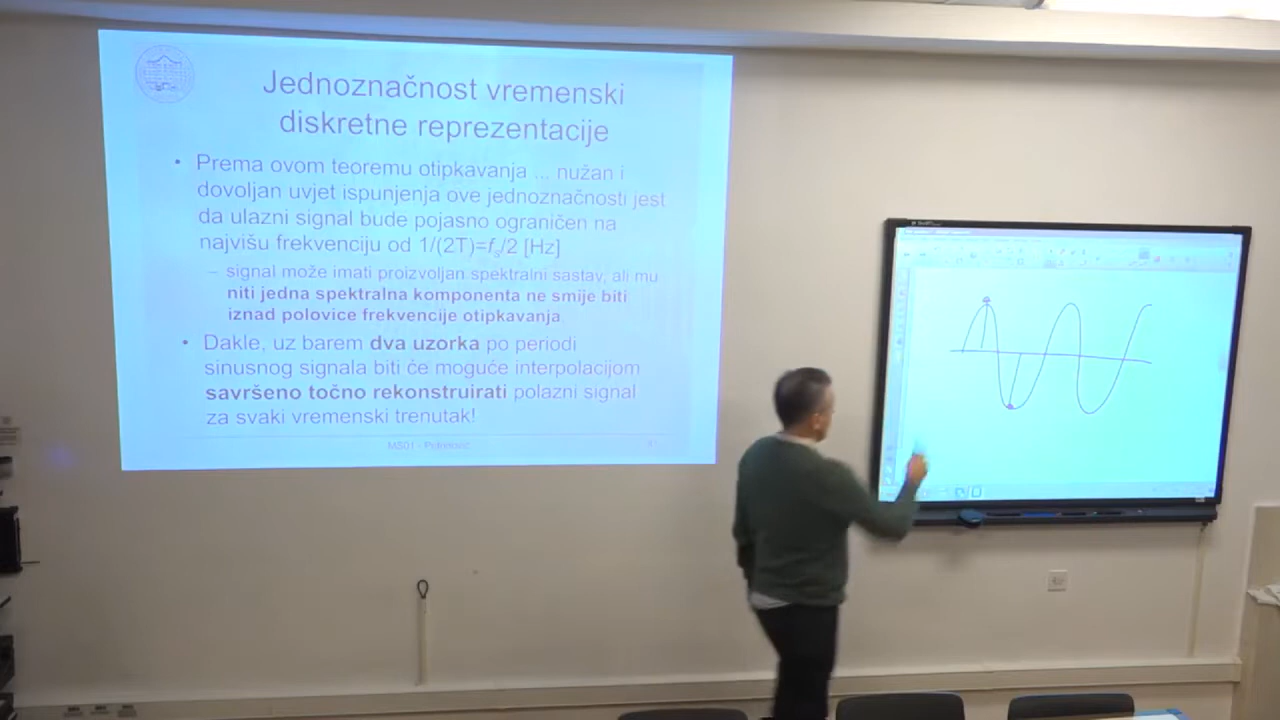 Jednoznačnost vremenski
diskretne reprezentacije
• Prema ovom teoremu otipkavanja ... nužan i
dovoljan uvjet ispunjenja ove jednoznačnosti jest
da ulazni signal bude pojasno ograničen na
najvišu frekvenciju od 1/(2T)=fs/2 [Hz]
– signal može imati proizvoljan spektralni sastav, ali mu
niti jedna spektralna komponenta ne smije biti
iznad polovice frekvencije otipkavanja.
• Dakle, uz barem dva uzorka po periodi
sinusnog signala biti će moguće interpolacijom
savršeno točno rekonstruirati polazni signal
za svaki vremenski trenutak!
MS01 - Petrinović